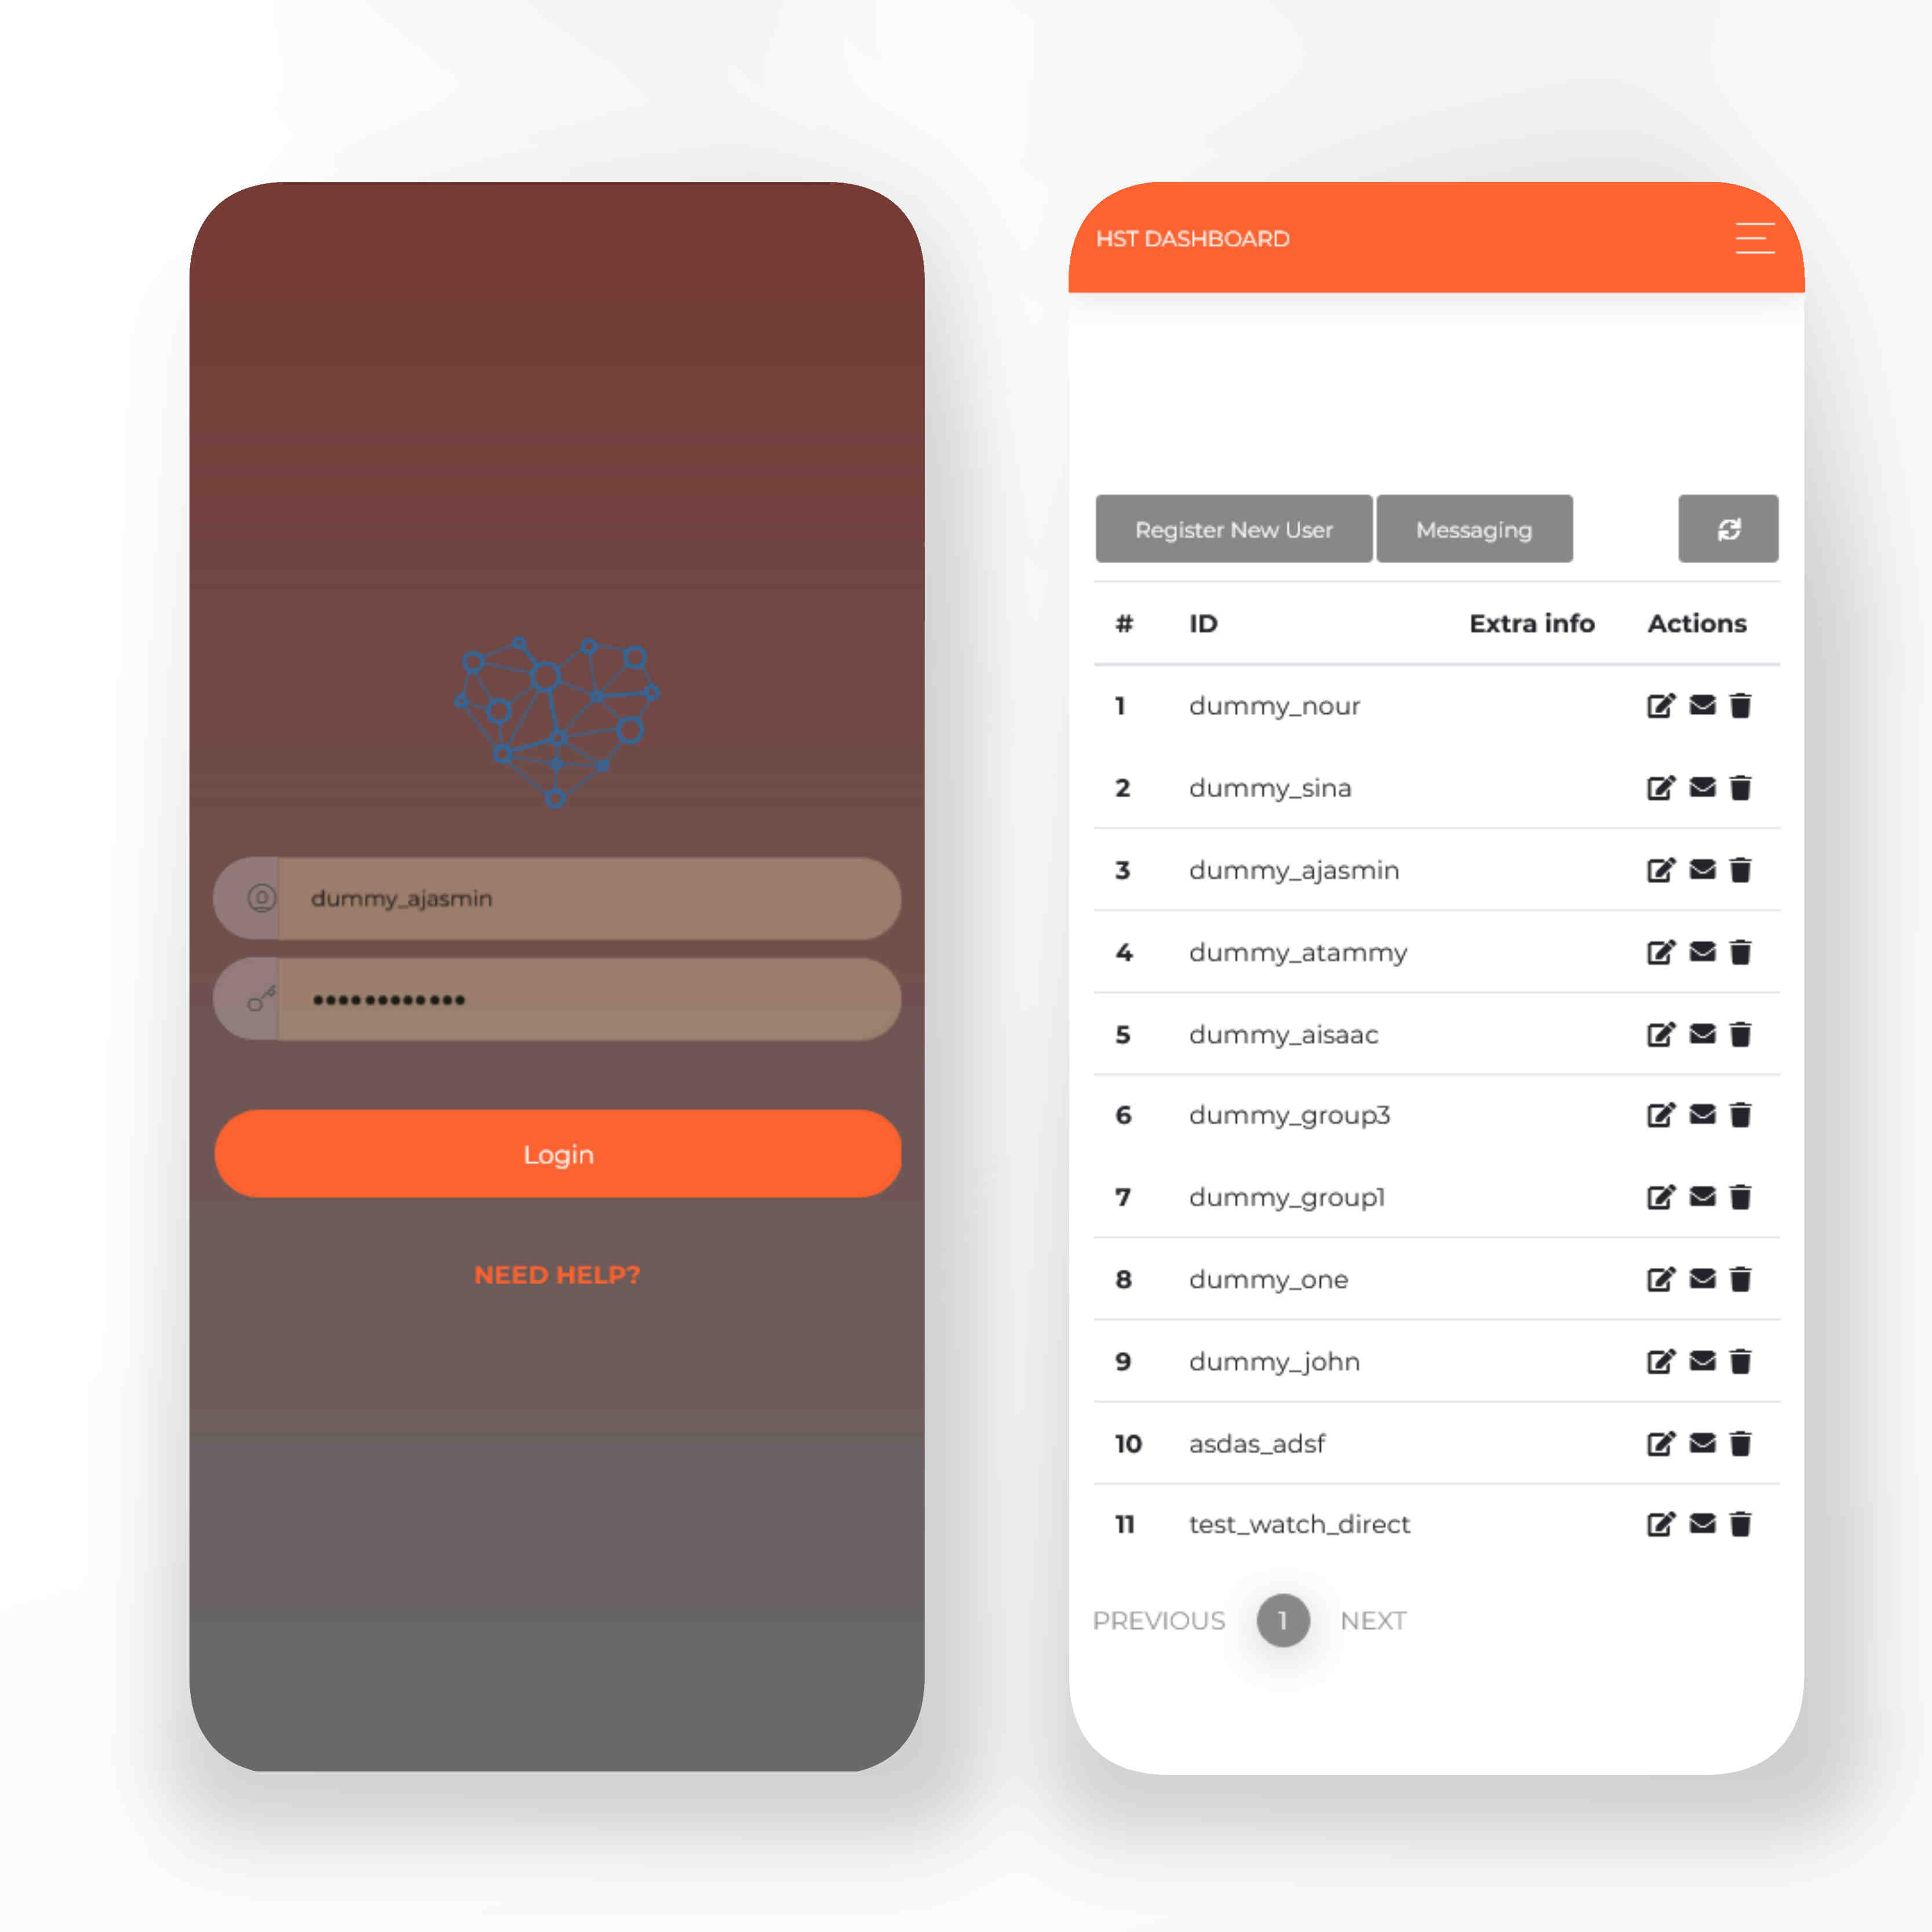 dummy_ajasmin
••••••••••••
Login
NEED HELP?
HST DASHBOARD
Register New User Messaging
# ID Extra info Actions
1 dummy_nour
2 dummy_sina
3 dummy_ajasmin
4 dummy_atammy
5 dummy_aisaac
6 dummy_group3
7 dummy_group1
8 dummy_one
9 dummy_john
10 asdas_adsf
11 test_watch_direct
PREVIOUS 1 NEXT